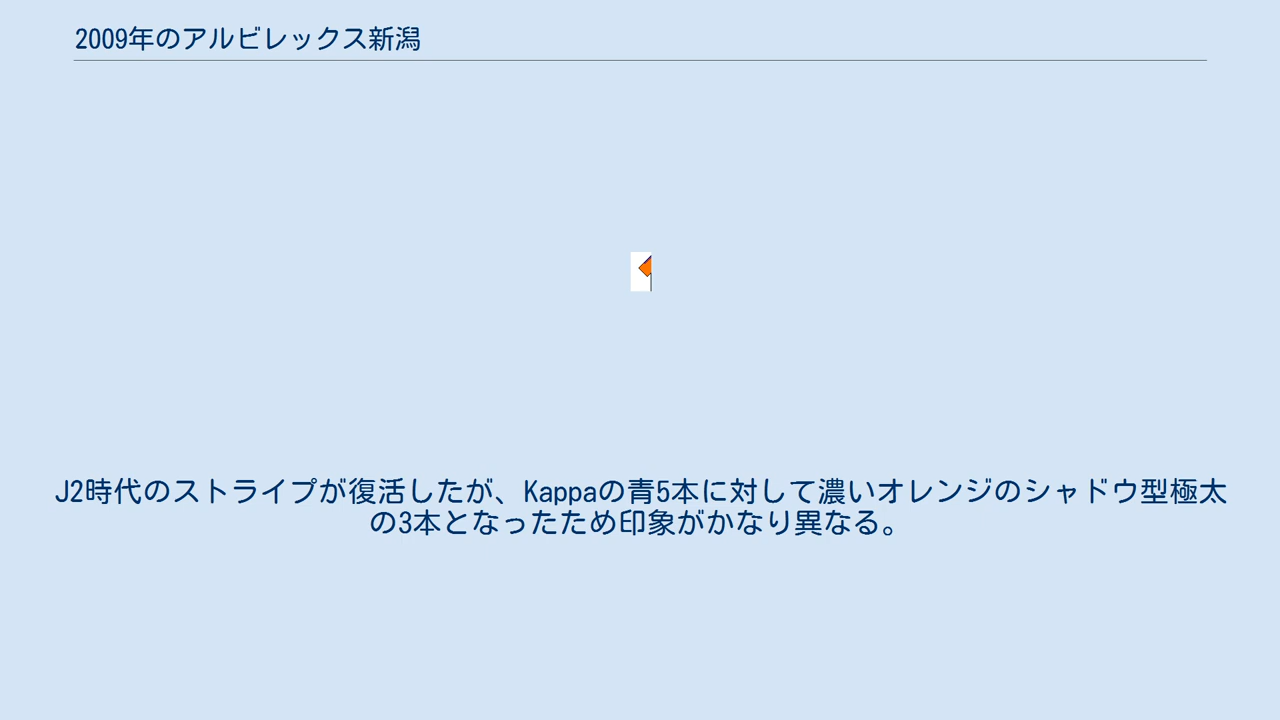 2009年のアルビレックス新潟
J2時代のストライプが復活したが、Kappaの青5本に対して濃いオレンジのシャドウ型極太
の3本となったため印象がかなり異なる。